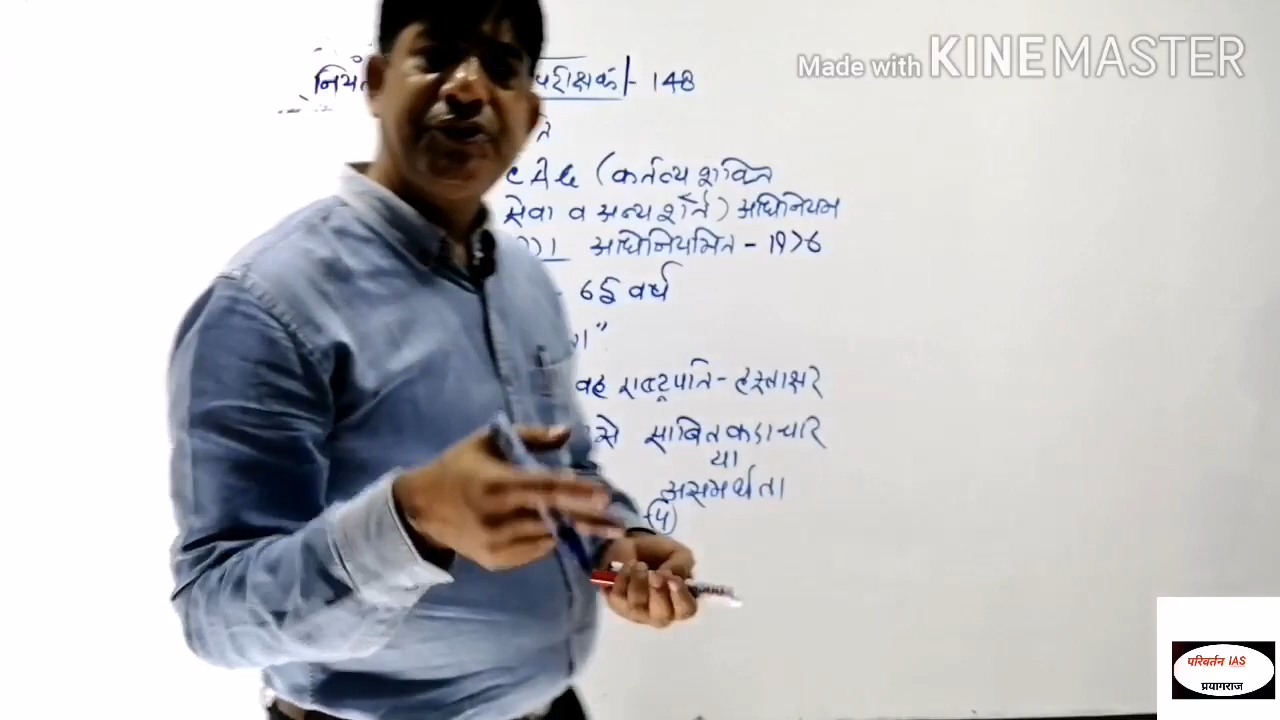 Made with KINEMASTER
परीक्षक - 148
CAG (कर्तव्य शक्ति
सेवा व अन्य शर्ते) अधिनियम
अधिनियमित - 1976
65 वर्ष
वह राष्ट्रपति - हस्ताक्षर
से साबित कदाचार
या
असमर्थता
(4)
परिवर्तन IAS
प्रयागराज